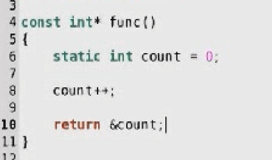 3
4 const int* func()
5 {
6 static int count = 0;
7
8 count++;
9
10 return &count;
11 }
12